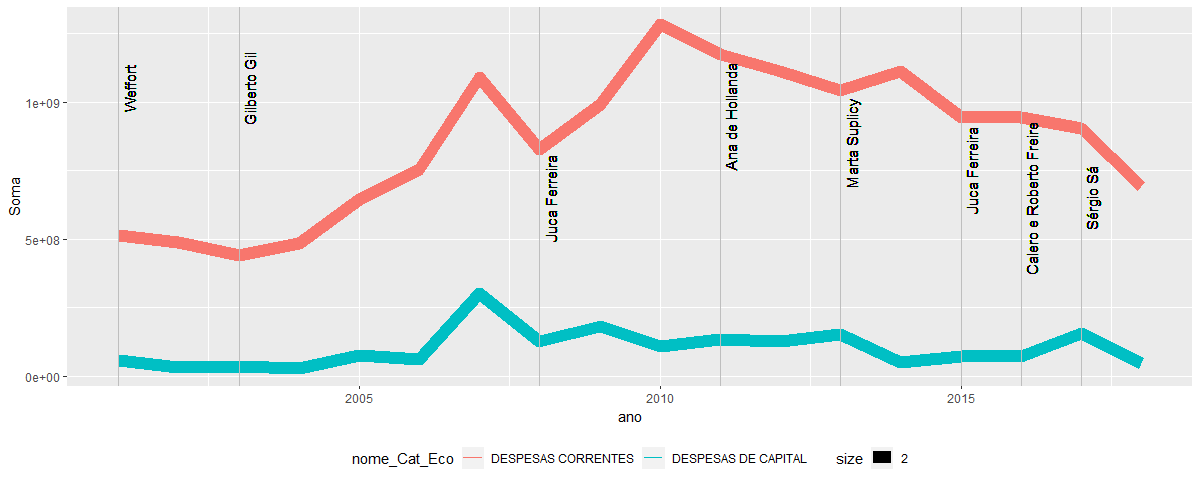 Soma
1e+09
5e+08
0e+00
Weffort
Gilberto Gil
Juca Ferreira
Ana de Hollanda
Marta Suplicy
Juca Ferreira
Calero e Roberto Freire
Sérgio Sá
2005
2010
2015
ano
nome_Cat_Eco DESPESAS CORRENTES DESPESAS DE CAPITAL size 2